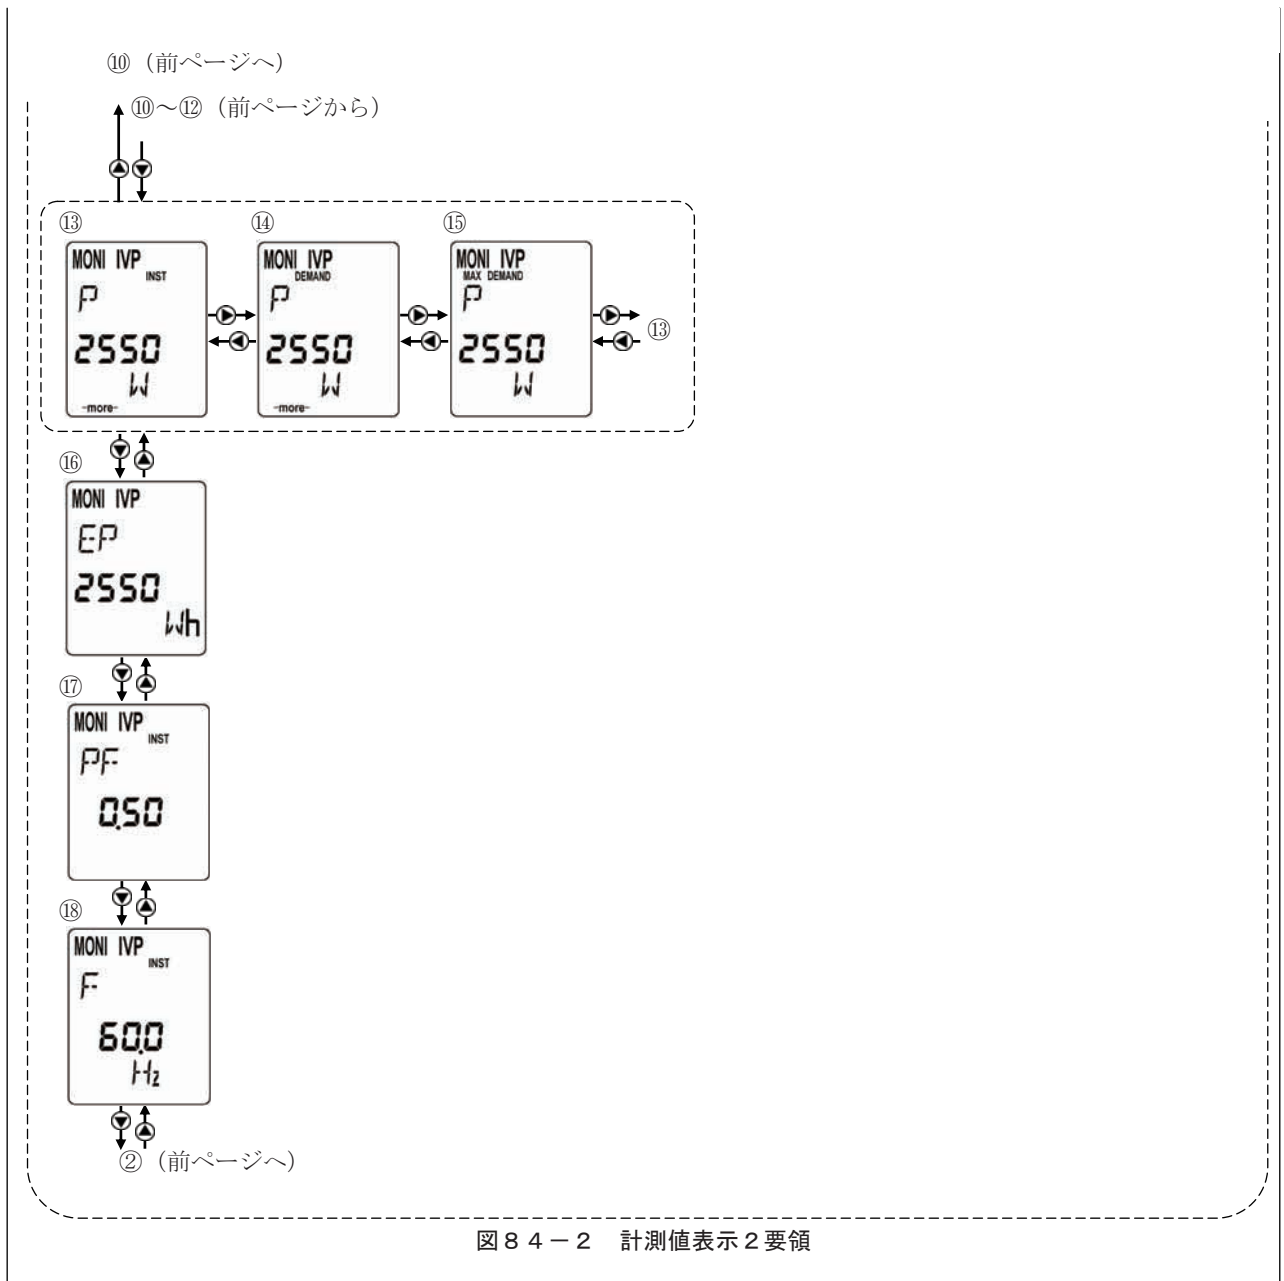 ⑩（前ページへ）
⑩～⑫（前ページから）
⑬
MONI IVP
INST
P
2550
W
-more-
⑭
MONI IVP
DEMAND
P
2550
W
-more-
⑮
MONI IVP
MAX DEMAND
P
2550
W
⑬
⑯
MONI IVP
EP
2550
Wh
⑰
MONI IVP
INST
PF
0.50
⑱
MONI IVP
INST
F
60.0
Hz
②（前ページへ）
図８４－２　計測値表示２要領